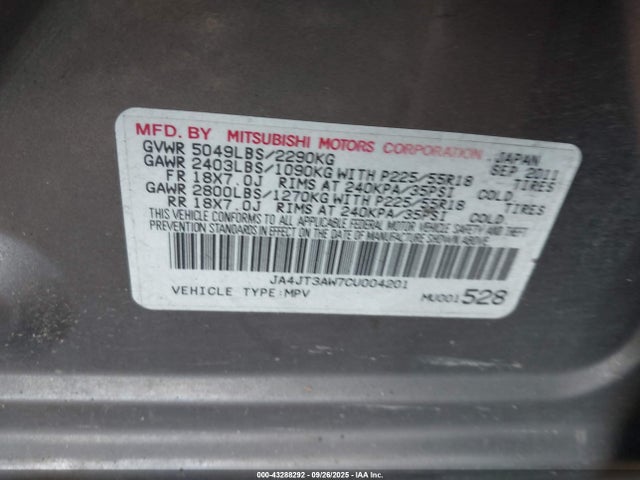 MFD. BY MITSUBISHI MOTORS CORPORATION, JAPAN
GVWR 5049LBS/2290KG SEP 2011
GAWR 2403LBS/1090KG WITH P225/55R18 TIRES
FR 18X7.0J RIMS AT 240KPA/35PSI COLD
GAWR 2800LBS/1270KG WITH P225/55R18 TIRES
RR 18X7.0J RIMS AT 240KPA/35PSI COLD
THIS VEHICLE CONFORMS TO ALL APPLICABLE FEDERAL MOTOR VEHICLE SAFETY AND THEFT
PREVENTION STANDARDS IN EFFECT ON THE DATE OF MANUFACTURE SHOWN ABOVE.
JA4JT3AW7CU004201
VEHICLE TYPE:MPV MU001528
000-43288292 - 09/26/2025 - IAA Inc.